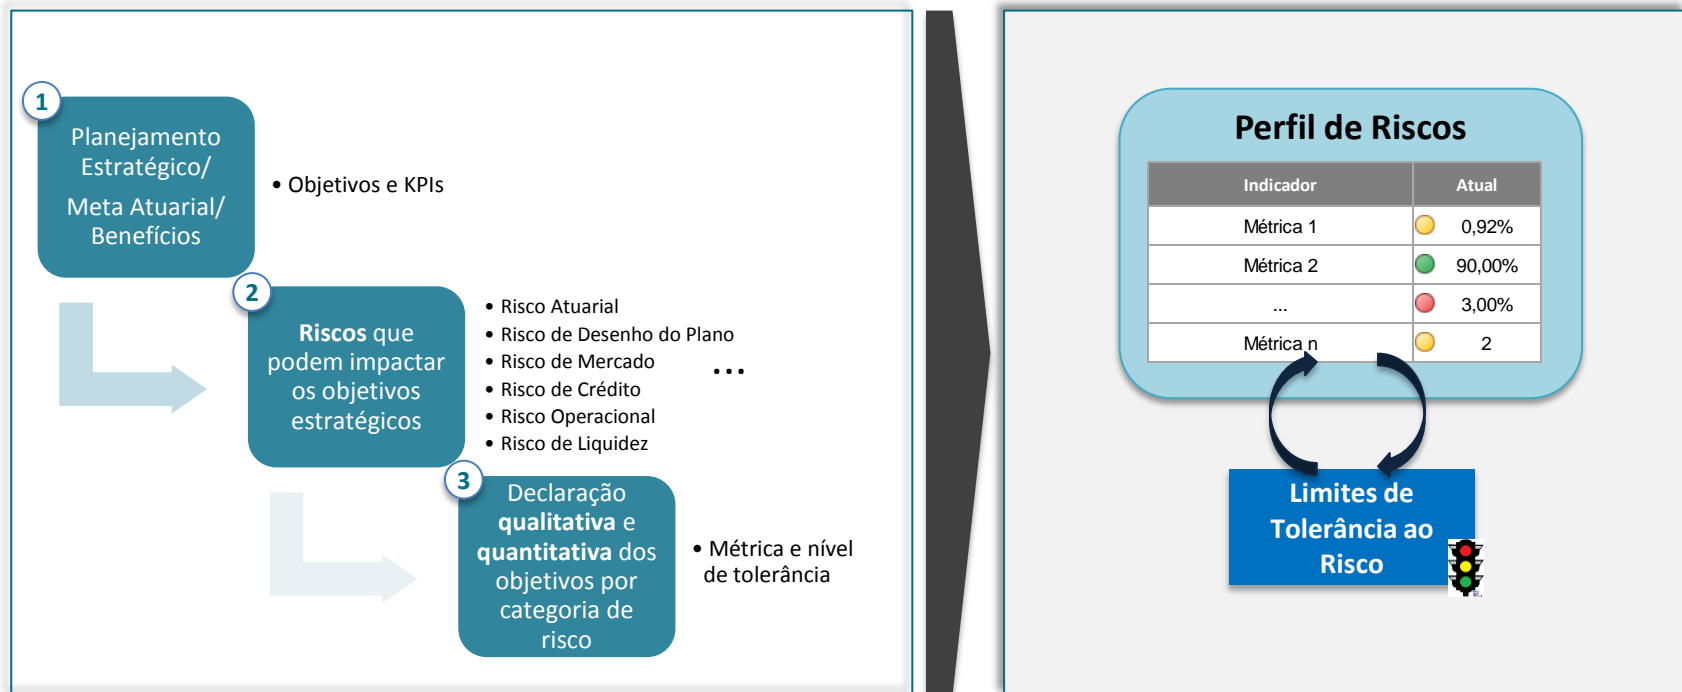 1
Planejamento
Estratégico/
Meta Atuarial/
Benefícios
• Objetivos e KPIs
2
Riscos que
podem impactar
os objetivos
estratégicos
• Risco Atuarial
• Risco de Desenho do Plano
• Risco de Mercado
• Risco de Crédito
• Risco Operacional
• Risco de Liquidez
...
3
Declaração
qualitativa e
quantitativa dos
objetivos por
categoria de
risco
• Métrica e nível
de tolerância
Perfil de Riscos
Indicador Atual
Métrica 1 0,92%
Métrica 2 90,00%
... 3,00%
Métrica n 2
Limites de
Tolerância ao
Risco